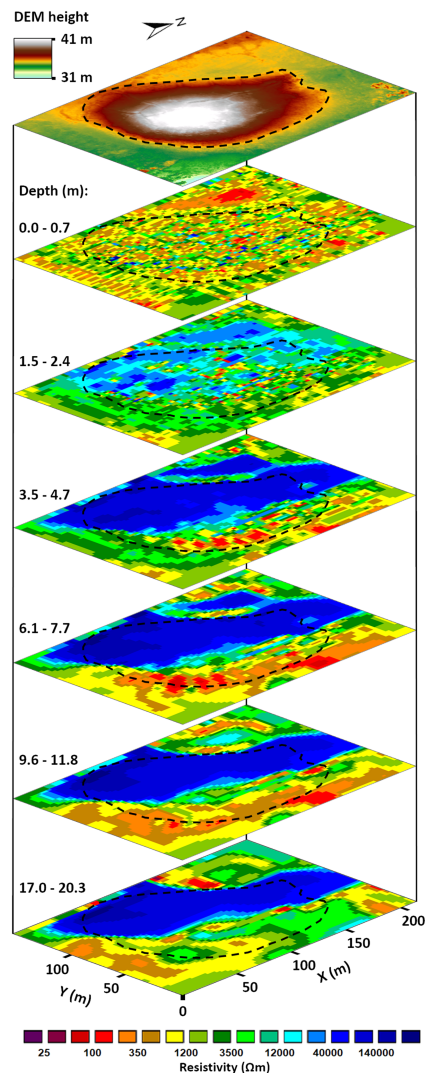 DEM height
N
41 m
31 m
Depth (m):
0.0 - 0.7
1.5 - 2.4
3.5 - 4.7
6.1 - 7.7
9.6 - 11.8
17.0 - 20.3
200
150
100
50
0
50
100
X (m)
Y (m)
25 100 350 1200 3500 12000 40000 140000
Resistivity (Ωm)